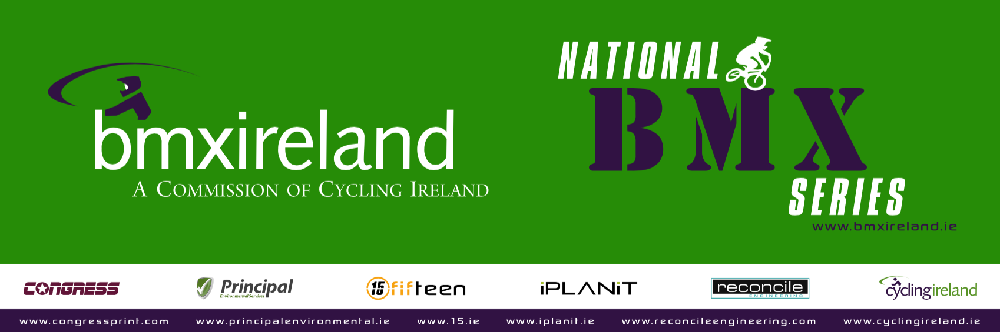 bmxireland
A COMMISSION OF CYCLING IRELAND
NATIONAL
BMX
SERIES
www.bmxireland.ie
CONGRESS
Principal
Environmental Services
15 fifteen
iPLANiT
reconcile
ENGINEERING
cyclingireland
www.congressprint.com www.principalenvironmental.ie www.15.ie www.iplanit.ie www.reconcileengineering.com www.cyclingireland.ie